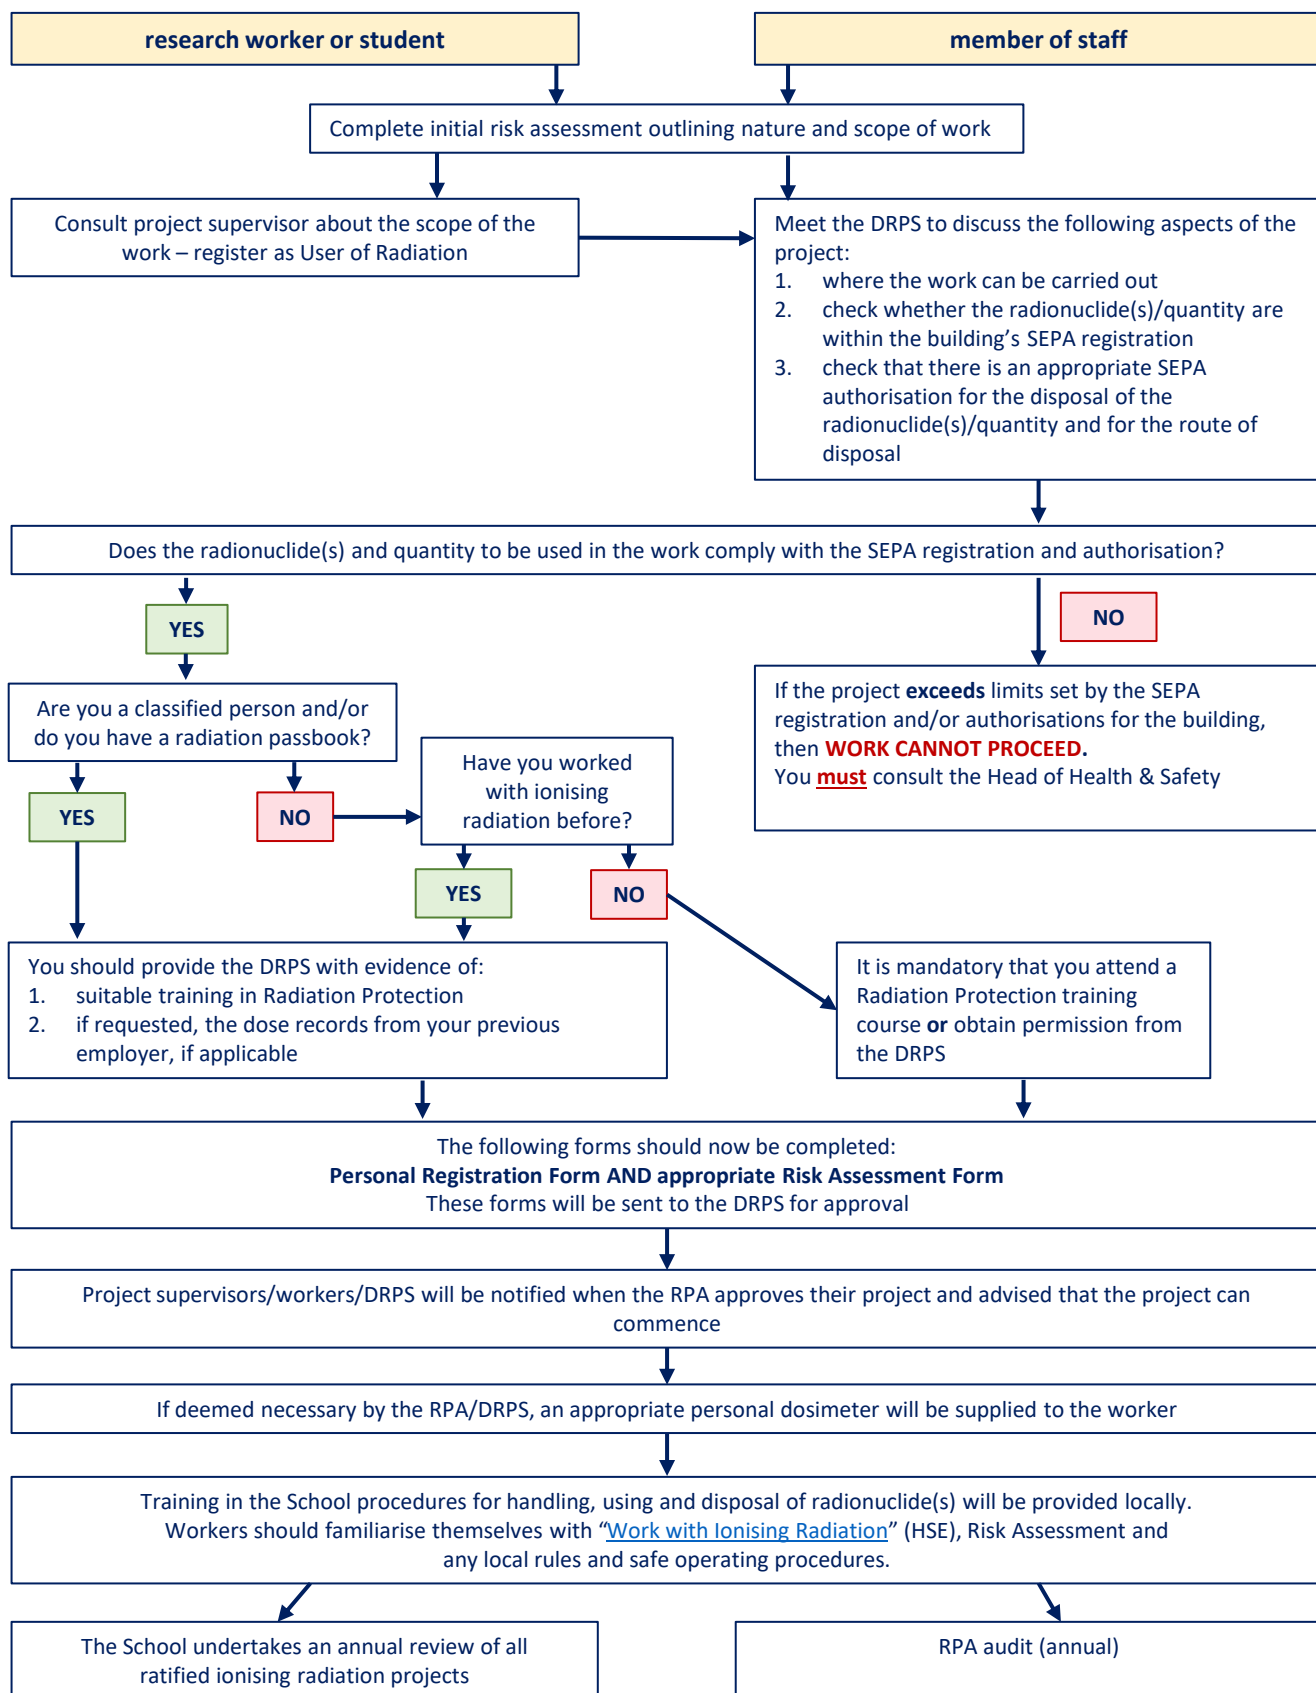 research worker or student
member of staff
Complete initial risk assessment outlining nature and scope of work
Consult project supervisor about the scope of the
work – register as User of Radiation
Meet the DRPS to discuss the following aspects of the
project:
1. where the work can be carried out
2. check whether the radionuclide(s)/quantity are
within the building's SEPA registration
3. check that there is an appropriate SEPA
authorisation for the disposal of the
radionuclide(s)/quantity and for the route of
disposal
Does the radionuclide(s) and quantity to be used in the work comply with the SEPA registration and authorisation?
YES
NO
Are you a classified person and/or
do you have a radiation passbook?
If the project exceeds limits set by the SEPA
registration and/or authorisations for the building,
then WORK CANNOT PROCEED.
You must consult the Head of Health & Safety
YES
NO
Have you worked
with ionising
radiation before?
YES
NO
You should provide the DRPS with evidence of:
1. suitable training in Radiation Protection
2. if requested, the dose records from your previous
employer, if applicable
It is mandatory that you attend a
Radiation Protection training
course or obtain permission from
the DRPS
The following forms should now be completed:
Personal Registration Form AND appropriate Risk Assessment Form
These forms will be sent to the DRPS for approval
Project supervisors/workers/DRPS will be notified when the RPA approves their project and advised that the project can
commence
If deemed necessary by the RPA/DRPS, an appropriate personal dosimeter will be supplied to the worker
Training in the School procedures for handling, using and disposal of radionuclide(s) will be provided locally.
Workers should familiarise themselves with “Work with Ionising Radiation” (HSE), Risk Assessment and
any local rules and safe operating procedures.
The School undertakes an annual review of all
ratified ionising radiation projects
RPA audit (annual)